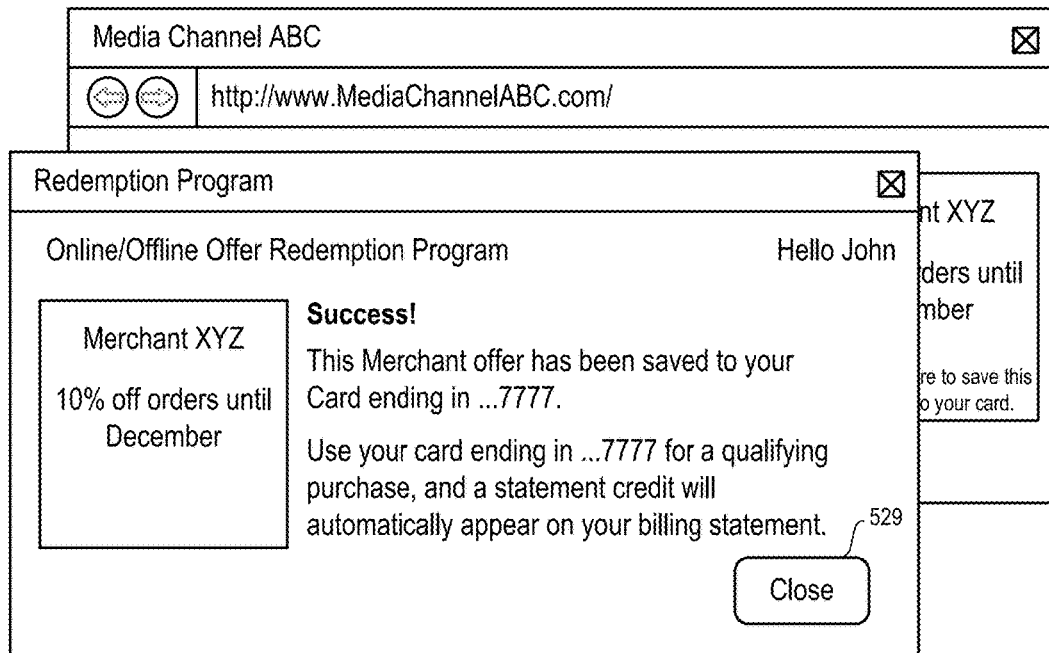 Media Channel ABC
http://www.MediaChannelABC.com/
Redemption Program
Online/Offline Offer Redemption Program
Hello John
Merchant XYZ
10% off orders until
December
Success!
This Merchant offer has been saved to your
Card ending in ...7777.
Use your card ending in ...7777 for a qualifying
purchase, and a statement credit will
automatically appear on your billing statement.
529
Close
nt XYZ
ders until
mber
re to save this
o your card.